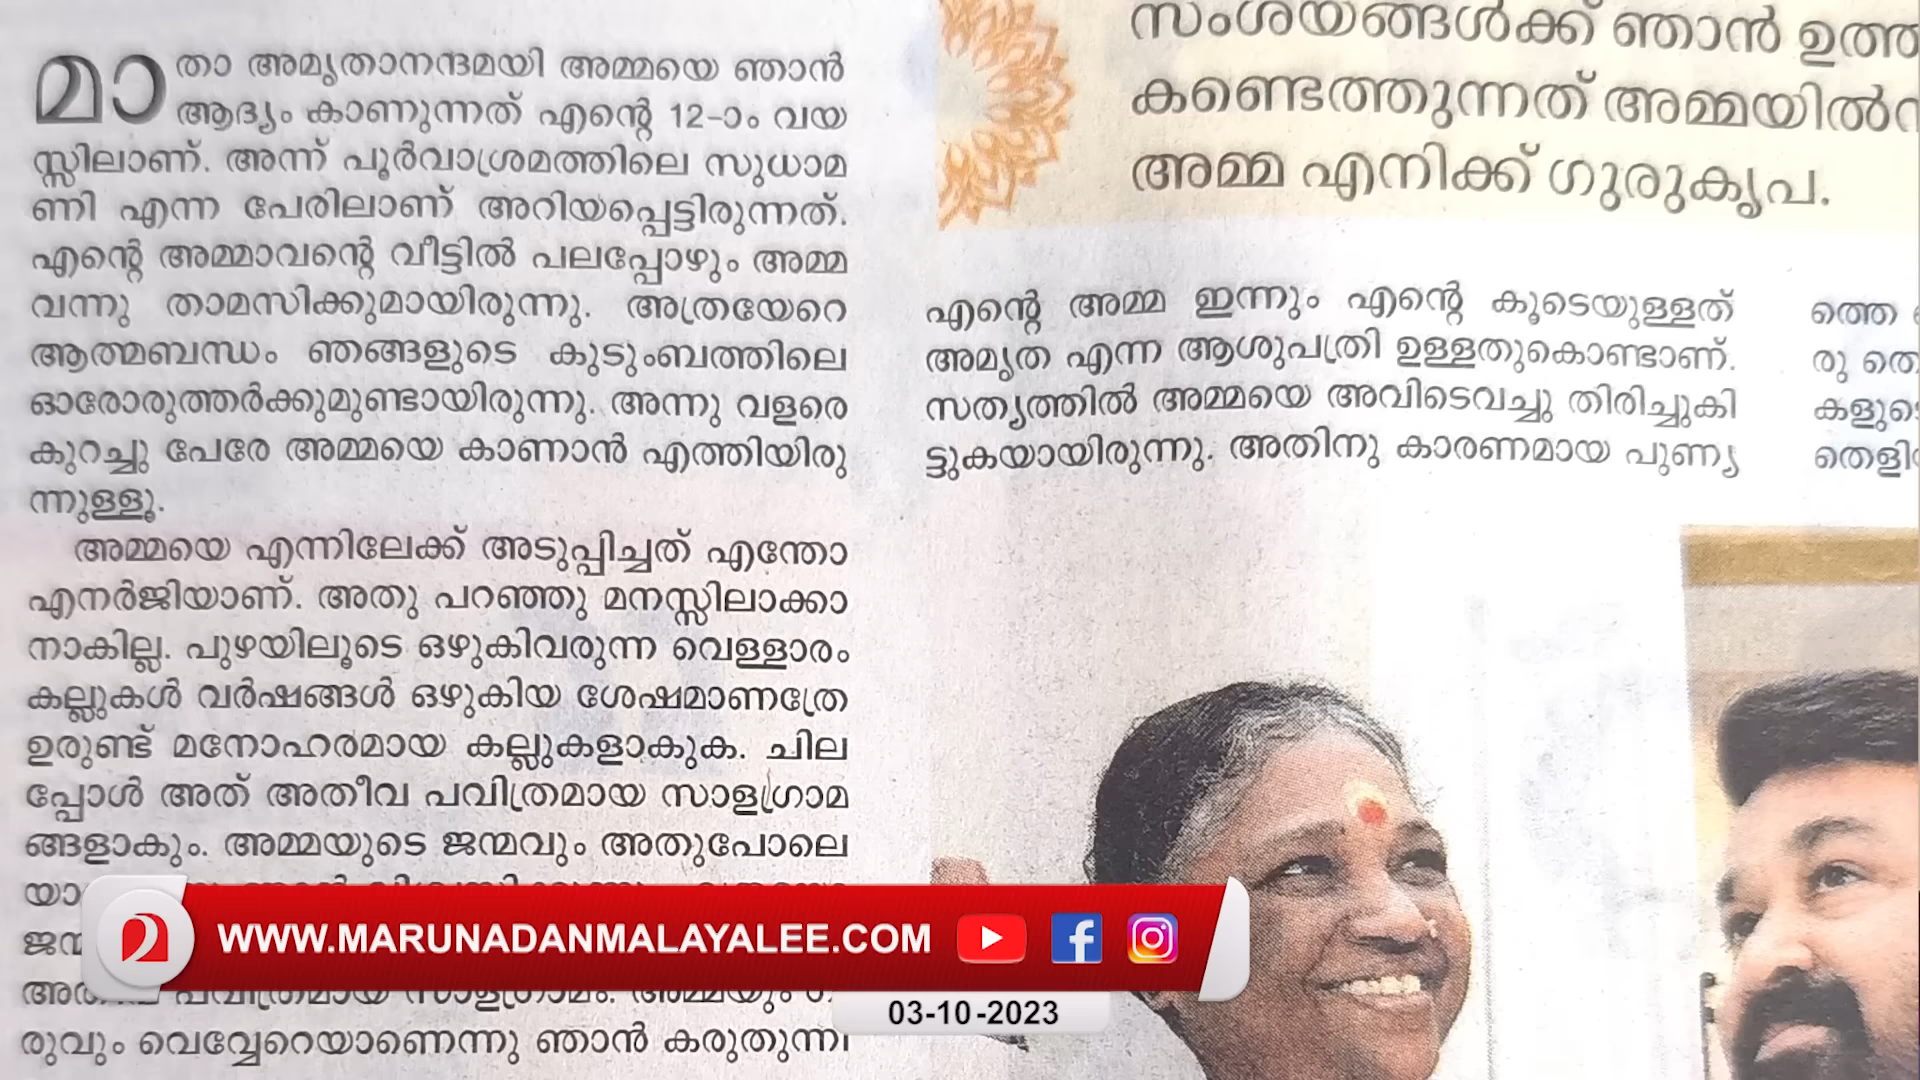 മാതാ അമൃതാനന്ദമയി അമ്മയെ ഞാൻ
ആദ്യം കാണുന്നത് എന്റെ 12-ാം വയ
സ്സിലാണ്. അന്ന് പൂർവാശ്രമത്തിലെ സുധാമ
ണി എന്ന പേരിലാണ് അറിയപ്പെട്ടിരുന്നത്.
എന്റെ അമ്മാവന്റെ വീട്ടിൽ പലപ്പോഴും അമ്മ
വന്നു താമസിക്കുമായിരുന്നു. അത്രയേറെ
ആത്മബന്ധം ഞങ്ങളുടെ കുടുംബത്തിലെ
ഓരോരുത്തർക്കുമുണ്ടായിരുന്നു. അന്നു വളരെ
കുറച്ചു പേരേ അമ്മയെ കാണാൻ എത്തിയിരു
ന്നുള്ളൂ.
അമ്മയെ എന്നിലേക്ക് അടുപ്പിച്ചത് എന്തോ
എനർജിയാണ്. അതു പറഞ്ഞു മനസ്സിലാക്കാ
നാകില്ല. പുഴയിലൂടെ ഒഴുകിവരുന്ന വെള്ളാരം
കല്ലുകൾ വർഷങ്ങൾ ഒഴുകിയ ശേഷമാണത്രേ
ഉരുണ്ട് മനോഹരമായ കല്ലുകളാകുക. ചില
പ്പോൾ അത് അതീവ പവിത്രമായ സാളഗ്രാമ
ങ്ങളാകും. അമ്മയുടെ ജന്മവും അതുപോലെ
രുവും വെവ്വേറെയാണെന്നു ഞാൻ കരുതുന്നി
സംശയങ്ങൾക്ക് ഞാൻ ഉത്ത
കണ്ടെത്തുന്നത് അമ്മയിൽ
അമ്മ എനിക്ക് ഗുരുകൃപ.
എന്റെ അമ്മ ഇന്നും എന്റെ കൂടെയുള്ളത്
അമൃത എന്ന ആശുപത്രി ഉള്ളതുകൊണ്ടാണ്.
സത്യത്തിൽ അമ്മയെ അവിടെവച്ചു തിരിച്ചുകി
ട്ടുകയായിരുന്നു. അതിനു കാരണമായ പുണ്യ
ത്തെ
രു തെ
കളുടെ
തെളി
WWW.MARUNADANMALAYALEE.COM
03-10-2023